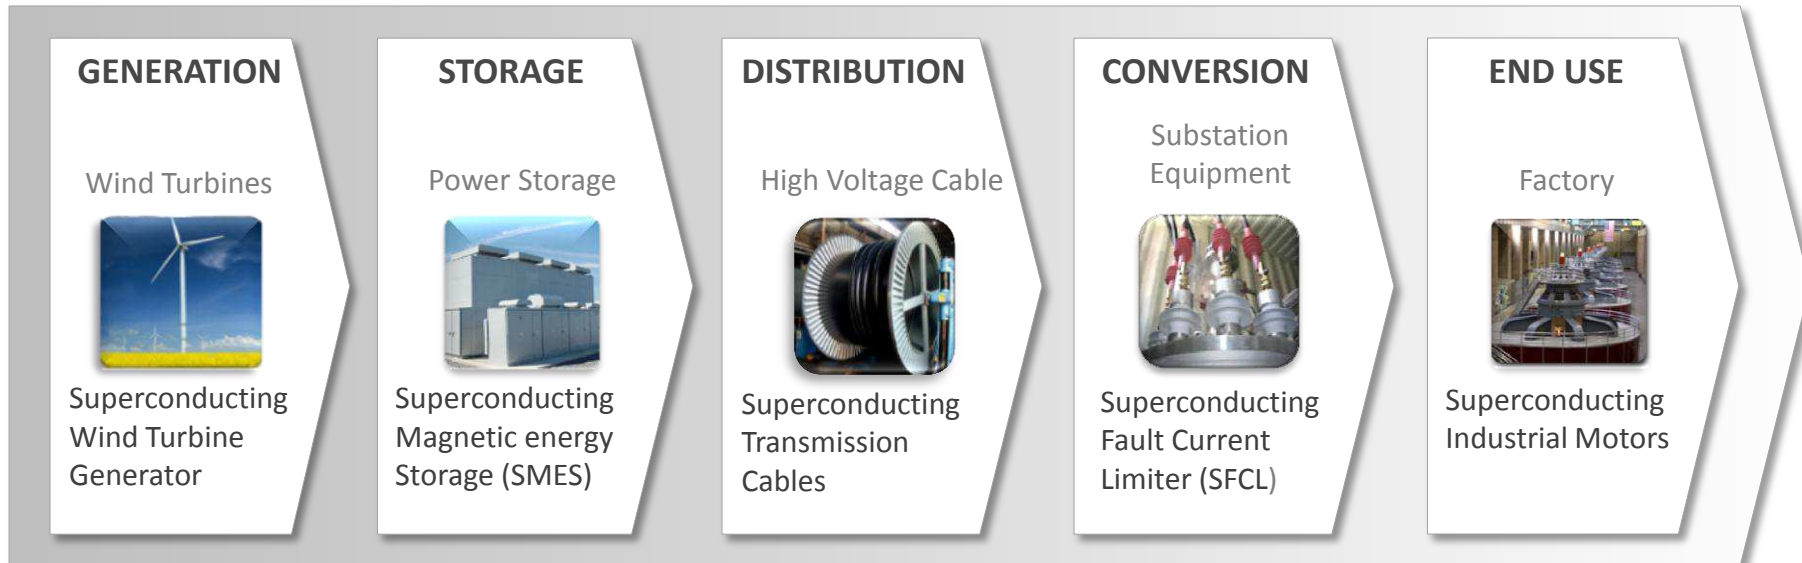 GENERATION
Wind Turbines
Superconducting
Wind Turbine
Generator
STORAGE
Power Storage
Superconducting
Magnetic energy
Storage (SMES)
DISTRIBUTION
High Voltage Cable
Superconducting
Transmission
Cables
CONVERSION
Substation
Equipment
Superconducting
Fault Current
Limiter (SFCL)
END USE
Factory
Superconducting
Industrial Motors